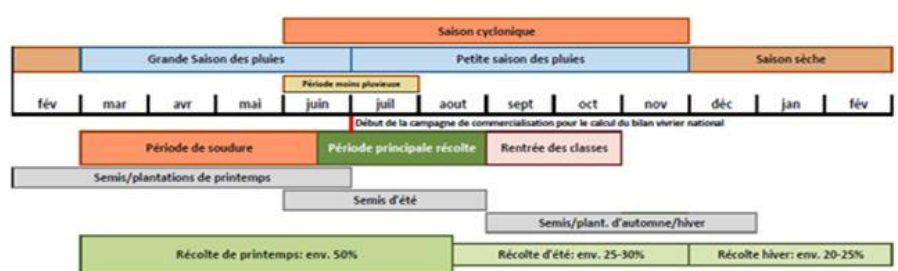 Saison cyclonique
Grande Saison des pluies Petite saison des pluies Saison sèche
Période moins pluvieuse
fév mar avr mai juin juil aout sept oct nov déc jan fév
Début de la campagne de commercialisation pour le calcul du bilan vivrier national
Période de soudure Période principale récolte Rentrée des classes
Semis/plantations de printemps
Semis d'été
Semis/plant. d'automne/hiver
Récolte de printemps: env. 50% Récolte d'été: env. 25-30% Récolte hiver: env. 20-25%